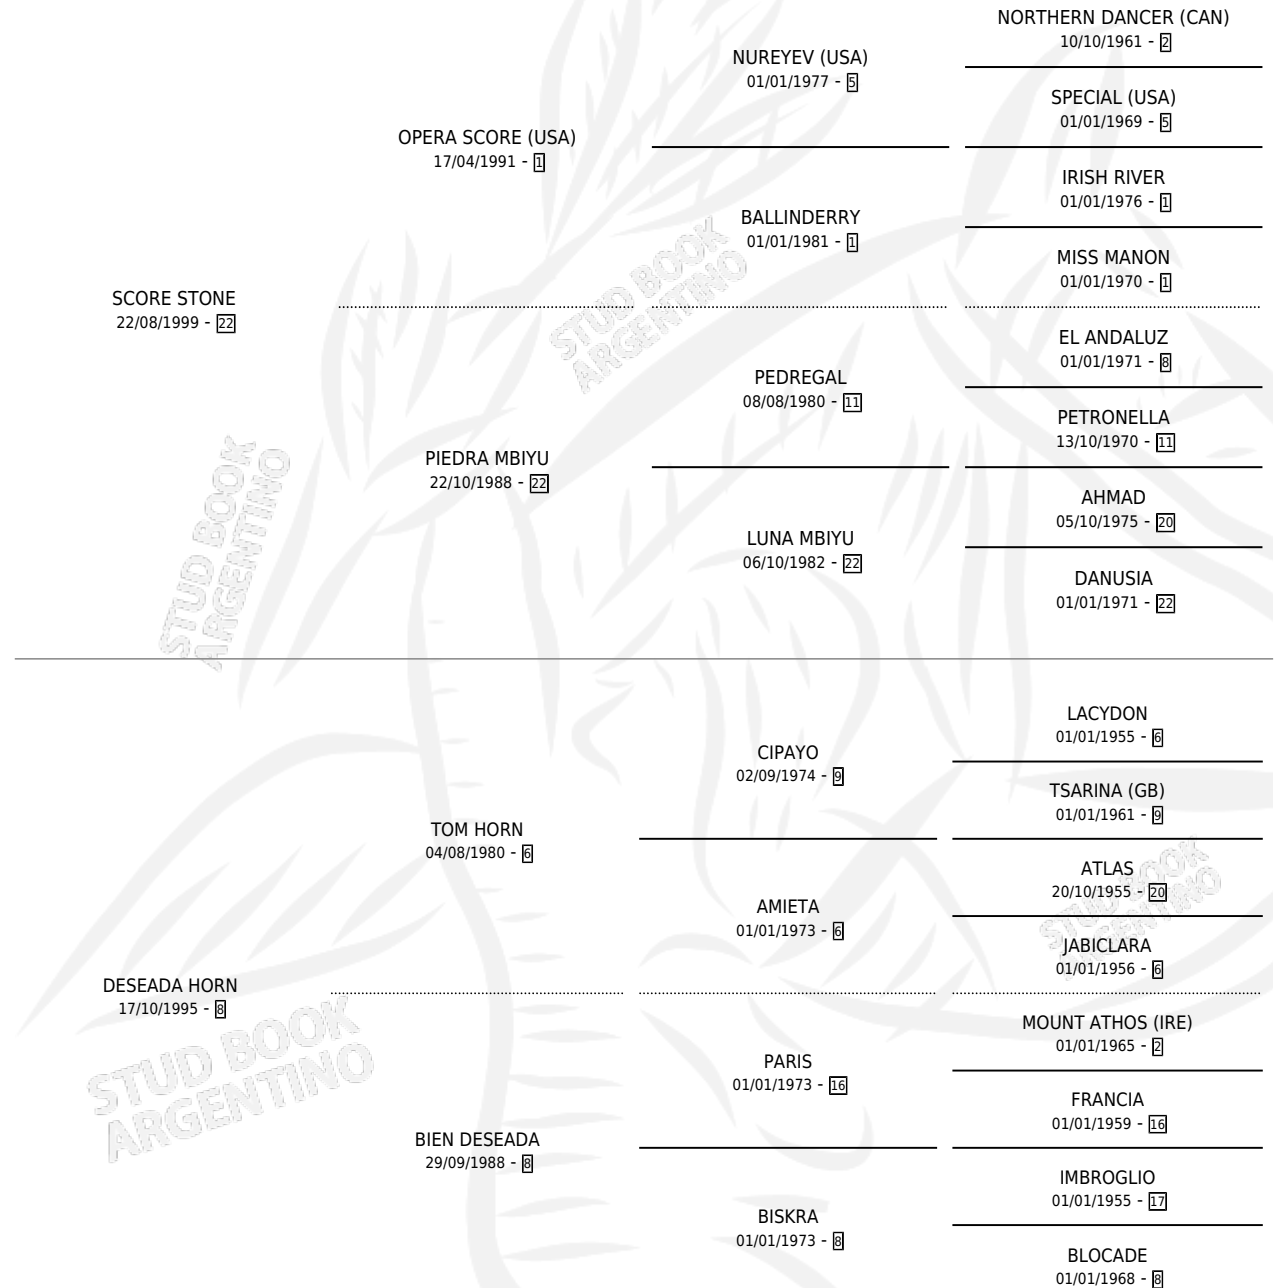 NORTHERN DANCER (CAN)
10/10/1961 - 2
NUREYEV (USA)
01/01/1977 - 5
SPECIAL (USA)
01/01/1969 - 5
OPERA SCORE (USA)
17/04/1991 - 1
IRISH RIVER
01/01/1976 - 1
BALLINDERRY
01/01/1981 - 1
MISS MANON
01/01/1970 - 1
SCORE STONE
22/08/1999 - 22
EL ANDALUZ
01/01/1971 - 8
PEDREGAL
08/08/1980 - 11
PETRONELLA
13/10/1970 - 11
PIEDRA MBIYU
22/10/1988 - 22
AHMAD
05/10/1975 - 20
LUNA MBIYU
06/10/1982 - 22
DANUSIA
01/01/1971 - 22
STUD BOOK
ARGENTINO
STUD BOOK
ARGENTINO
LACYDON
01/01/1955 - 6
CIPAYO
02/09/1974 - 9
TSARINA (GB)
01/01/1961 - 9
TOM HORN
04/08/1980 - 6
ATLAS
20/10/1955 - 20
AMIETA
01/01/1973 - 6
JABICLARA
01/01/1956 - 6
DESEADA HORN
17/10/1995 - 8
MOUNT ATHOS (IRE)
01/01/1965 - 2
PARIS
01/01/1973 - 16
FRANCIA
01/01/1959 - 16
BIEN DESEADA
29/09/1988 - 8
IMBROGLIO
01/01/1955 - 17
BISKRA
01/01/1973 - 8
BLOCADE
01/01/1968 - 8
STUD BOOK
ARGENTINO
STUD BOOK
ARGENTINO